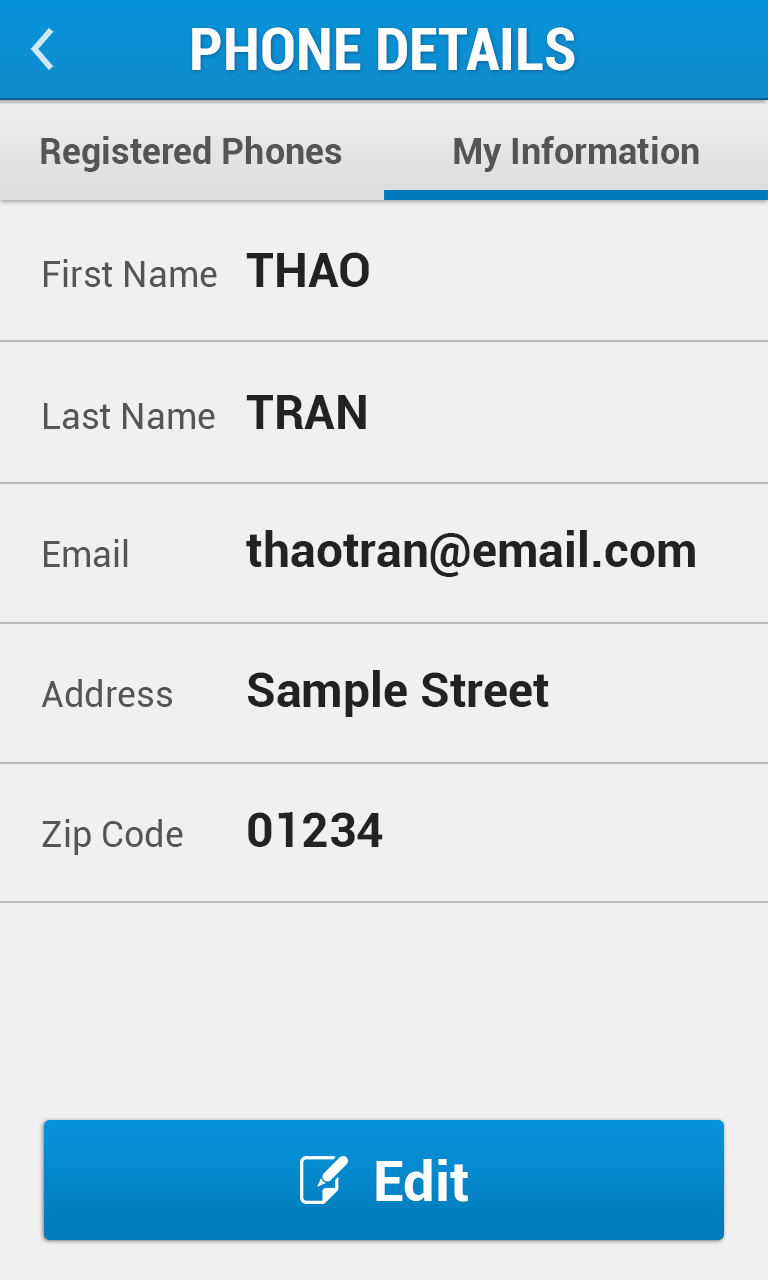 PHONE DETAILS
Registered Phones My Information
First Name THAO
Last Name TRAN
Email thaotran@email.com
Address Sample Street
Zip Code 01234
Edit